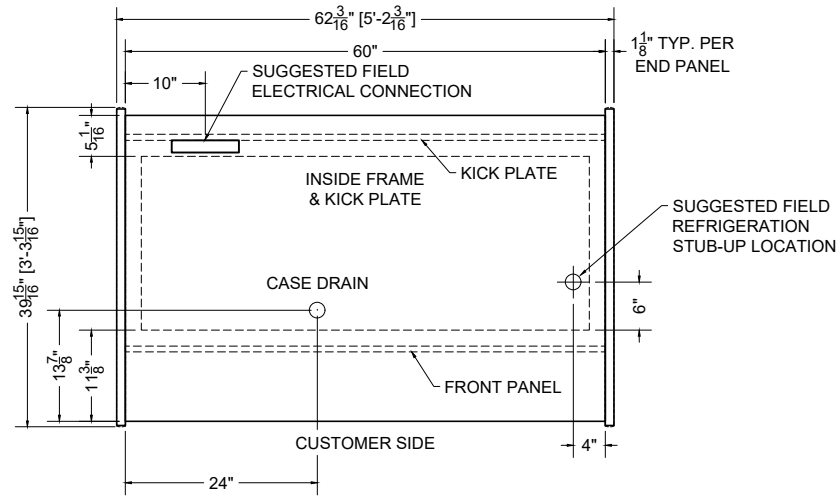 62 3/16" [5'-2 3/16"]
60"
1 1/8" TYP. PER
END PANEL
10"
SUGGESTED FIELD
ELECTRICAL CONNECTION
5 1/16"
KICK PLATE
INSIDE FRAME
& KICK PLATE
SUGGESTED FIELD
REFRIGERATION
STUB-UP LOCATION
39 15/16" [3'-3 15/16"]
CASE DRAIN
6"
13 7/8"
11 3/8"
FRONT PANEL
CUSTOMER SIDE
4"
24"